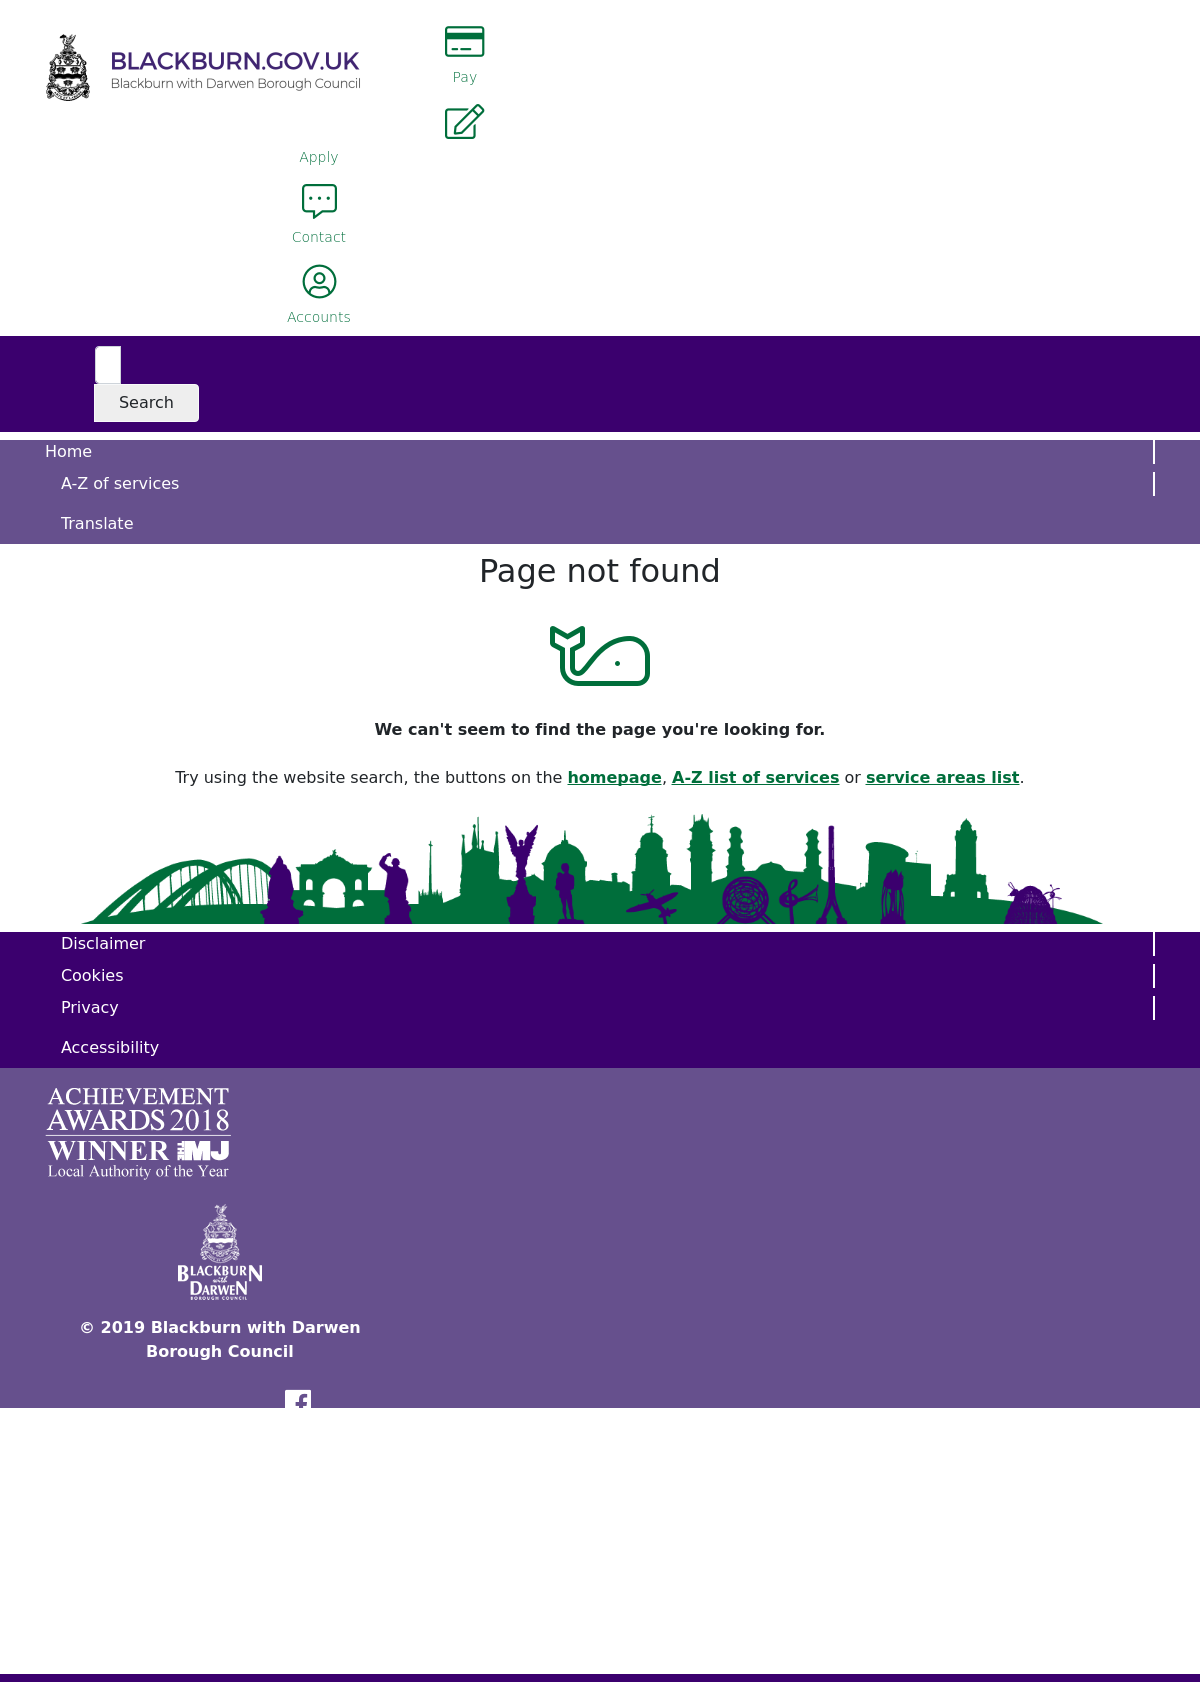 BLACKBURN.GOV.UK
Blackburn with Darwen Borough Council
Pay
Apply
Contact
Accounts
Search
Home
A-Z of services
Translate
Page not found
We can't seem to find the page you're looking for.
Try using the website search, the buttons on the homepage, A-Z list of services or service areas list.
Disclaimer
Cookies
Privacy
Accessibility
ACHIEVEMENT
AWARDS 2018
WINNER THE MJ
Local Authority of the Year
BLACKBURN
with
DARWEN
BOROUGH COUNCIL
© 2019 Blackburn with Darwen
Borough Council